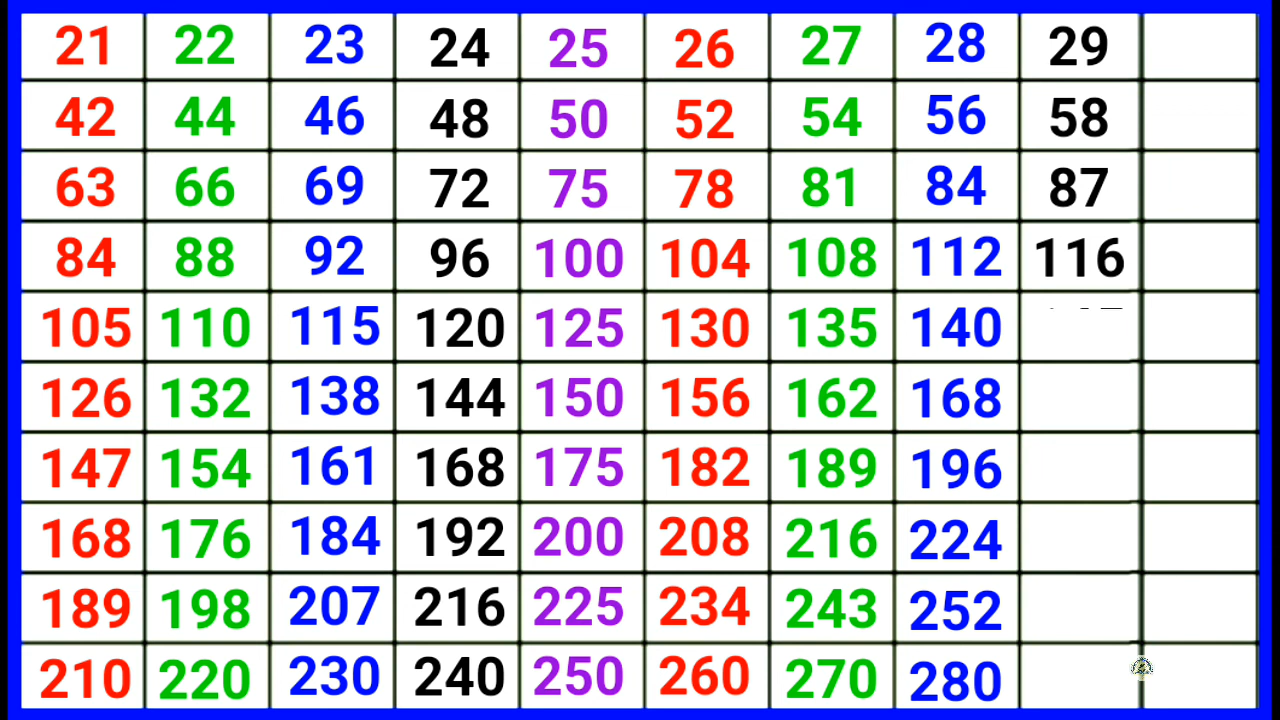 21 22 23 24 25 26 27 28 29
42 44 46 48 50 52 54 56 58
63 66 69 72 75 78 81 84 87
84 88 92 96 100 104 108 112 116
105 110 115 120 125 130 135 140
126 132 138 144 150 156 162 168
147 154 161 168 175 182 189 196
168 176 184 192 200 208 216 224
189 198 207 216 225 234 243 252
210 220 230 240 250 260 270 280